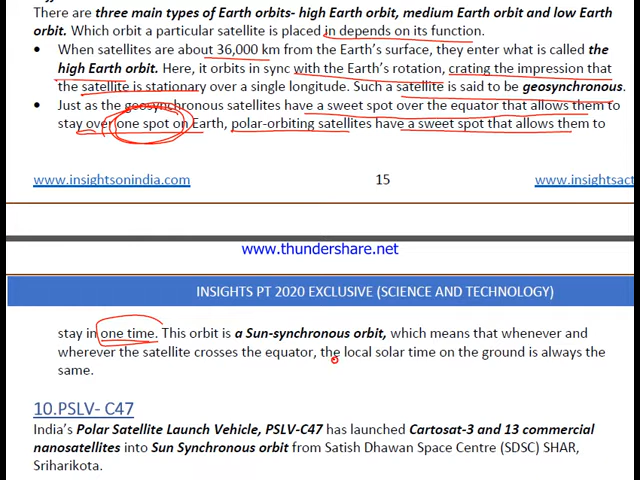 There are three main types of Earth orbits- high Earth orbit, medium Earth orbit and low Earth
orbit. Which orbit a particular satellite is placed in depends on its function.
• When satellites are about 36,000 km from the Earth's surface, they enter what is called the
high Earth orbit. Here, it orbits in sync with the Earth's rotation, crating the impression that
the satellite is stationary over a single longitude. Such a satellite is said to be geosynchronous.
• Just as the geosynchronous satellites have a sweet spot over the equator that allows them to
stay over one spot on Earth, polar-orbiting satellites have a sweet spot that allows them to
www.insightsonindia.com 15 www.insightsact
www.thundershare.net
INSIGHTS PT 2020 EXCLUSIVE (SCIENCE AND TECHNOLOGY)
stay in one time. This orbit is a Sun-synchronous orbit, which means that whenever and
wherever the satellite crosses the equator, the local solar time on the ground is always the
same.
10.PSLV- C47
India's Polar Satellite Launch Vehicle, PSLV-C47 has launched Cartosat-3 and 13 commercial
nanosatellites into Sun Synchronous orbit from Satish Dhawan Space Centre (SDSC) SHAR,
Sriharikota.